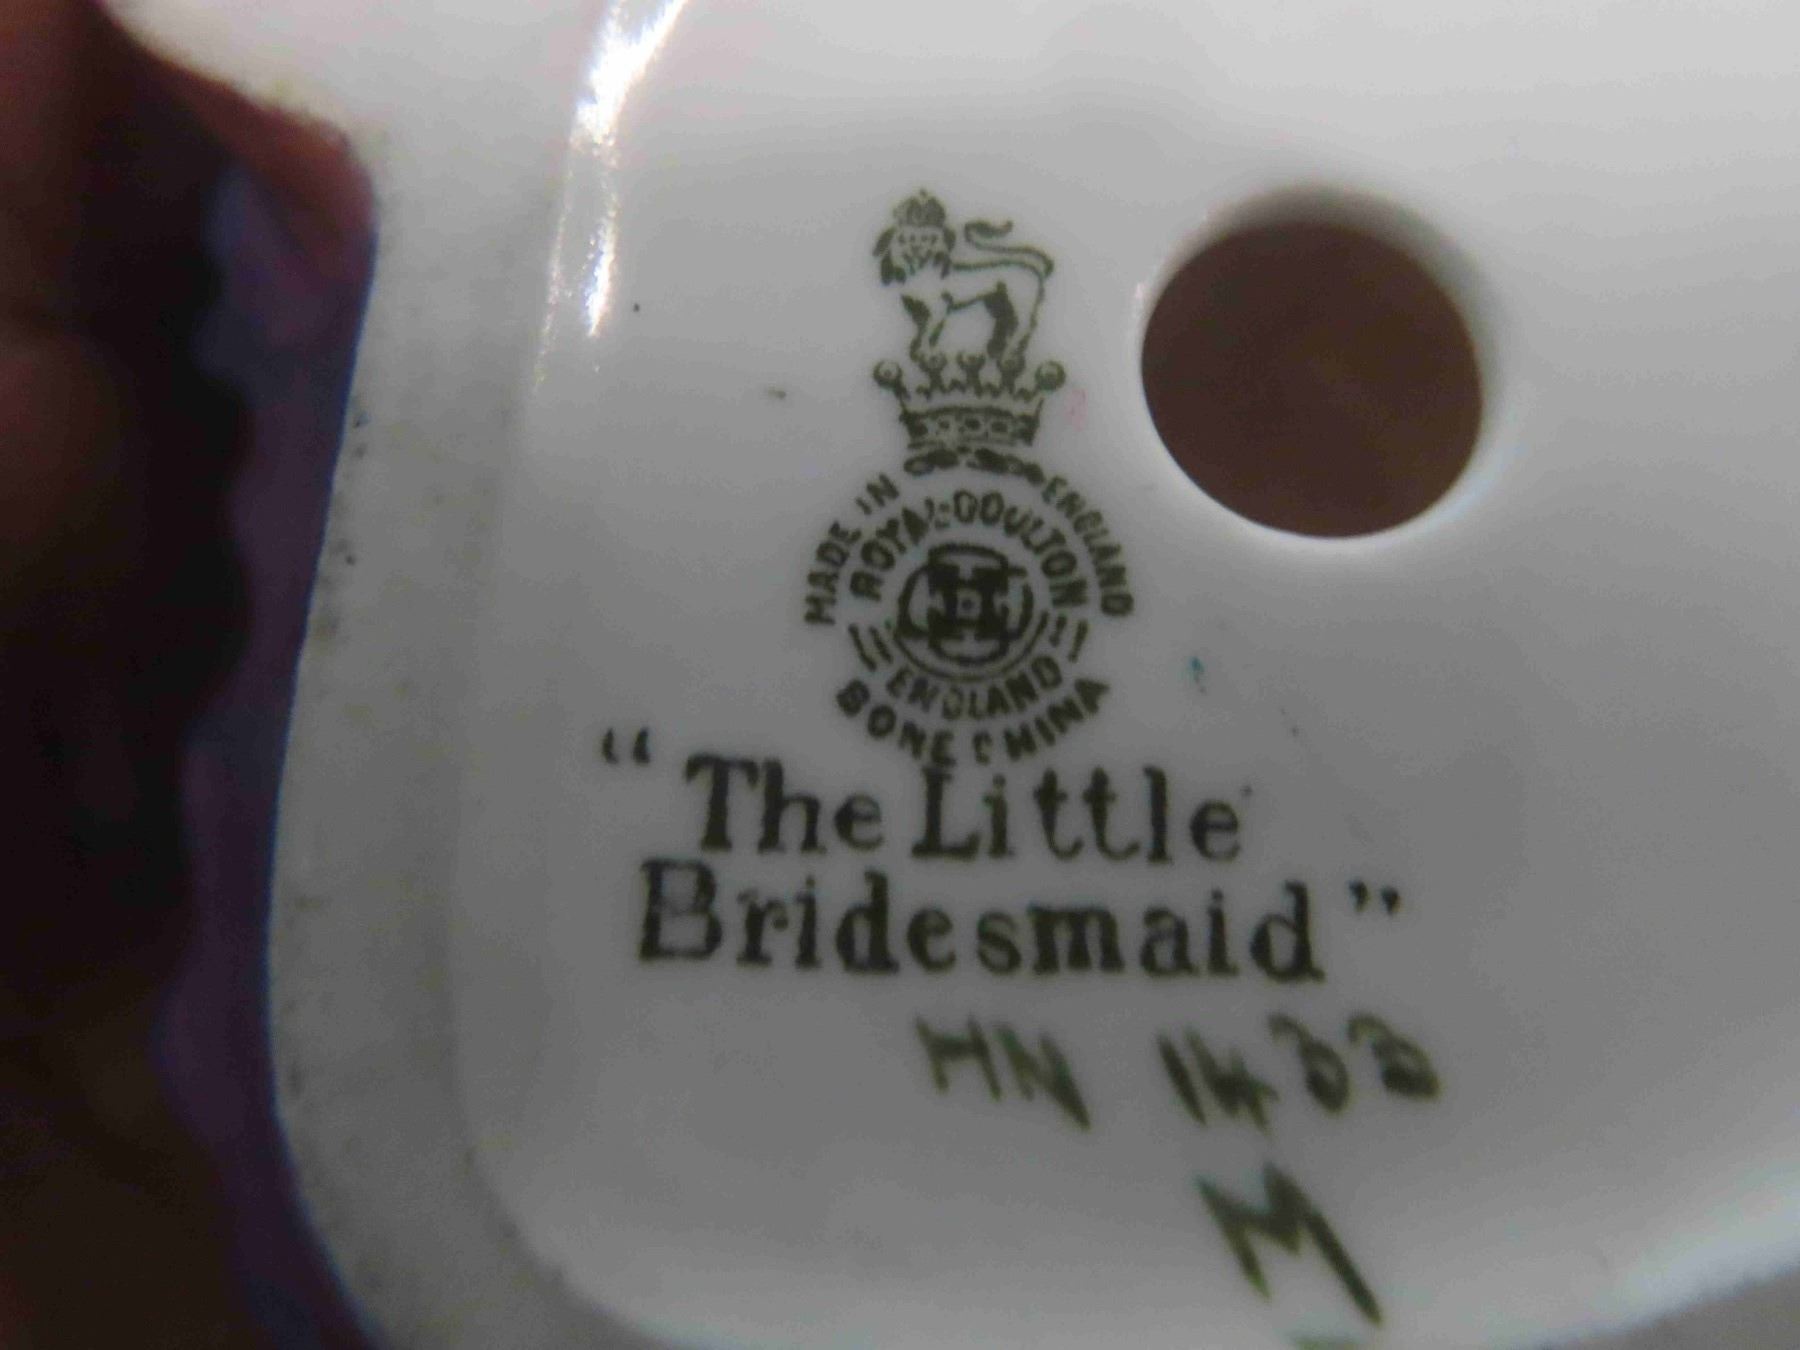 MADE IN ENGLAND
ROYAL DOULTON
ENGLAND
BONE CHINA
"The Little
Bridesmaid"
HN 1433
M